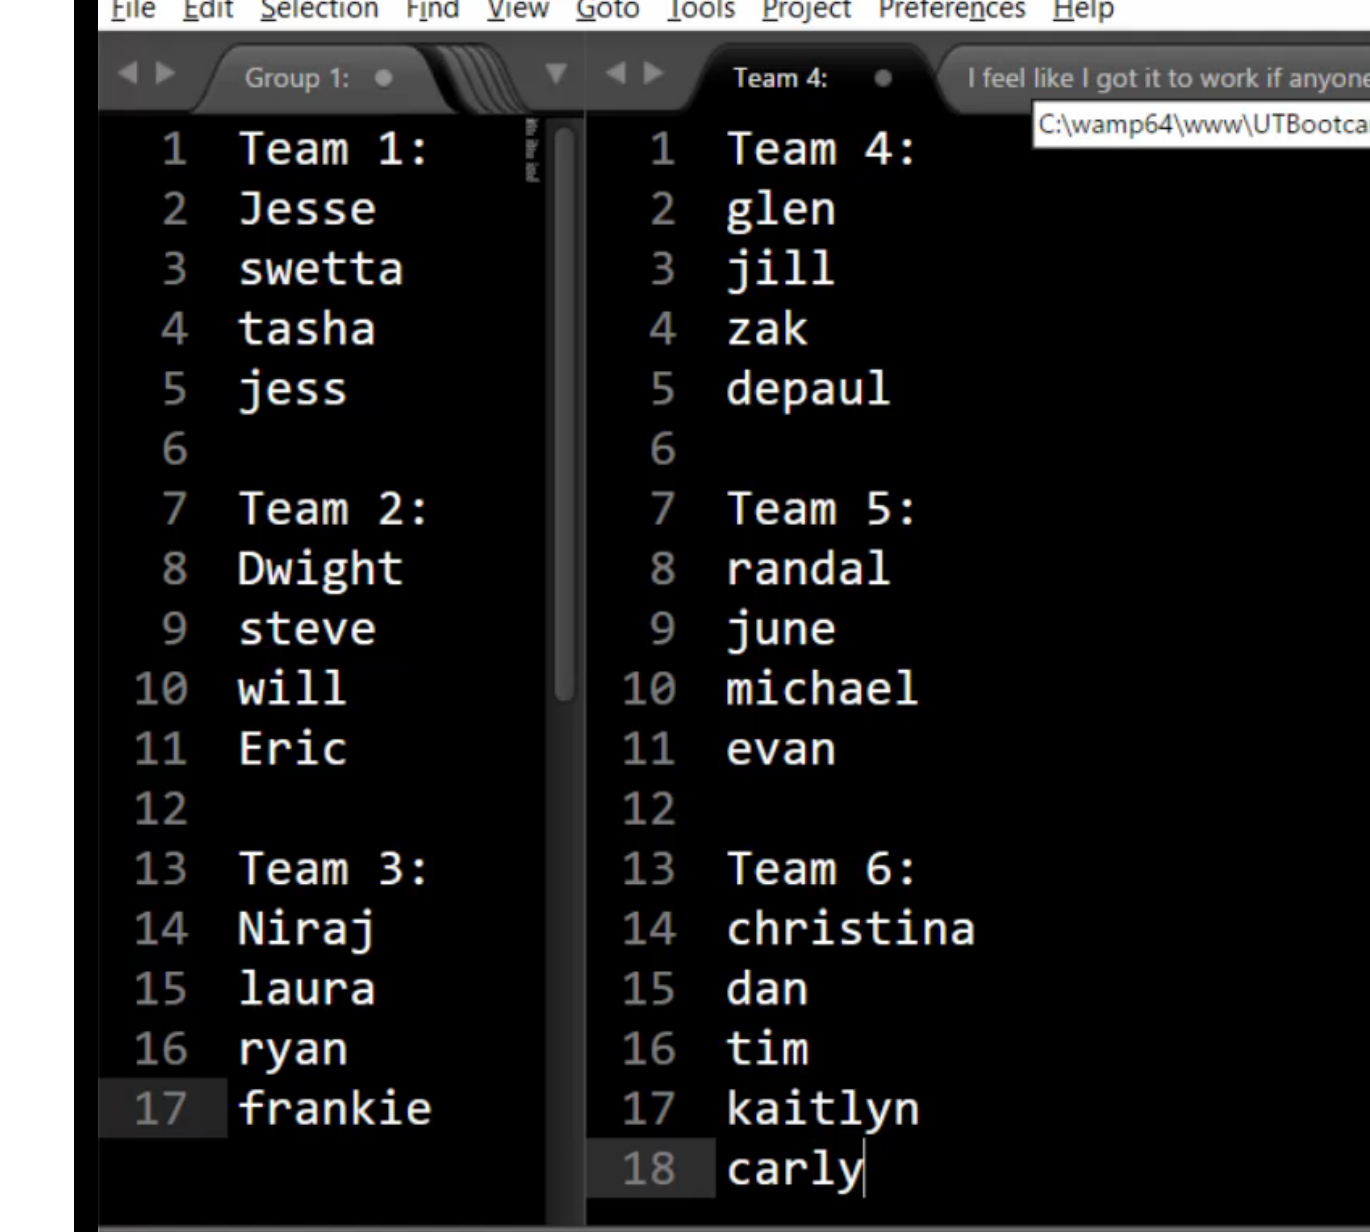 File Edit Selection Find View Goto Tools Project Preferences Help
Group 1:
Team 4:
I feel like I got it to work if anyone
C:\wamp64\www\UTBootca
1 Team 1:
2 Jesse
3 swetta
4 tasha
5 jess
6
7 Team 2:
8 Dwight
9 steve
10 will
11 Eric
12
13 Team 3:
14 Niraj
15 laura
16 ryan
17 frankie
1 Team 4:
2 glen
3 jill
4 zak
5 depaul
6
7 Team 5:
8 randal
9 june
10 michael
11 evan
12
13 Team 6:
14 christina
15 dan
16 tim
17 kaitlyn
18 carly